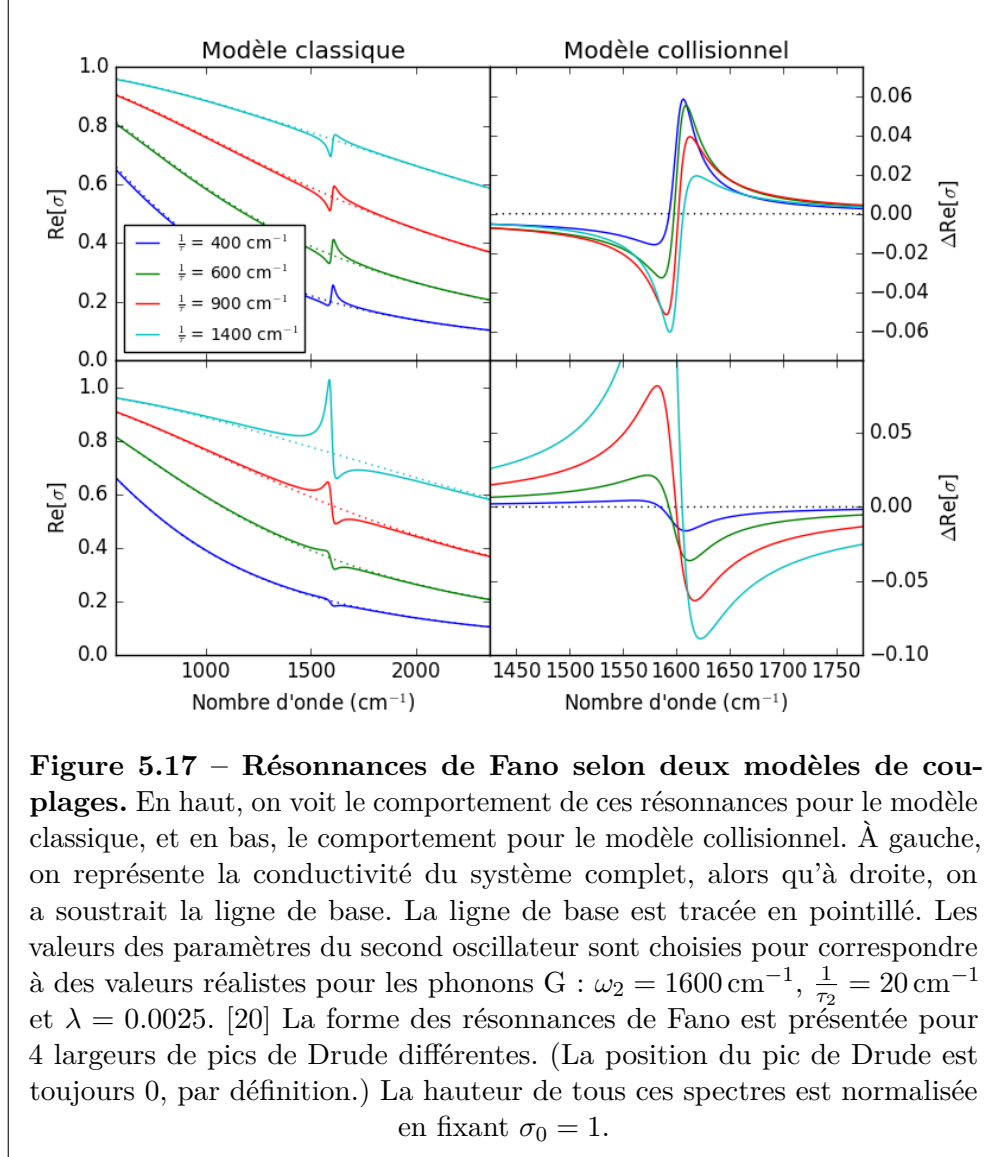 Modèle classique
Modèle collisionnel
1.0
0.8
0.6
0.4
0.2
0.0
Re[σ]
1/τ = 400 cm⁻¹
1/τ = 600 cm⁻¹
1/τ = 900 cm⁻¹
1/τ = 1400 cm⁻¹
0.06
0.04
0.02
0.00
−0.02
−0.04
−0.06
ΔRe[σ]
1.0
0.8
0.6
0.4
0.2
0.0
Re[σ]
1000 1500 2000
Nombre d'onde (cm⁻¹)
0.05
0.00
−0.05
−0.10
ΔRe[σ]
1450 1500 1550 1600 1650 1700 1750
Nombre d'onde (cm⁻¹)
Figure 5.17 – Résonnances de Fano selon deux modèles de cou-
plages. En haut, on voit le comportement de ces résonnances pour le modèle
classique, et en bas, le comportement pour le modèle collisionnel. À gauche,
on représente la conductivité du système complet, alors qu'à droite, on
a soustrait la ligne de base. La ligne de base est tracée en pointillé. Les
valeurs des paramètres du second oscillateur sont choisies pour correspondre
à des valeurs réalistes pour les phonons G : ω₂ = 1600 cm⁻¹, 1/τ₂ = 20 cm⁻¹
et λ = 0.0025. [20] La forme des résonnances de Fano est présentée pour
4 largeurs de pics de Drude différentes. (La position du pic de Drude est
toujours 0, par définition.) La hauteur de tous ces spectres est normalisée
en fixant σ₀ = 1.